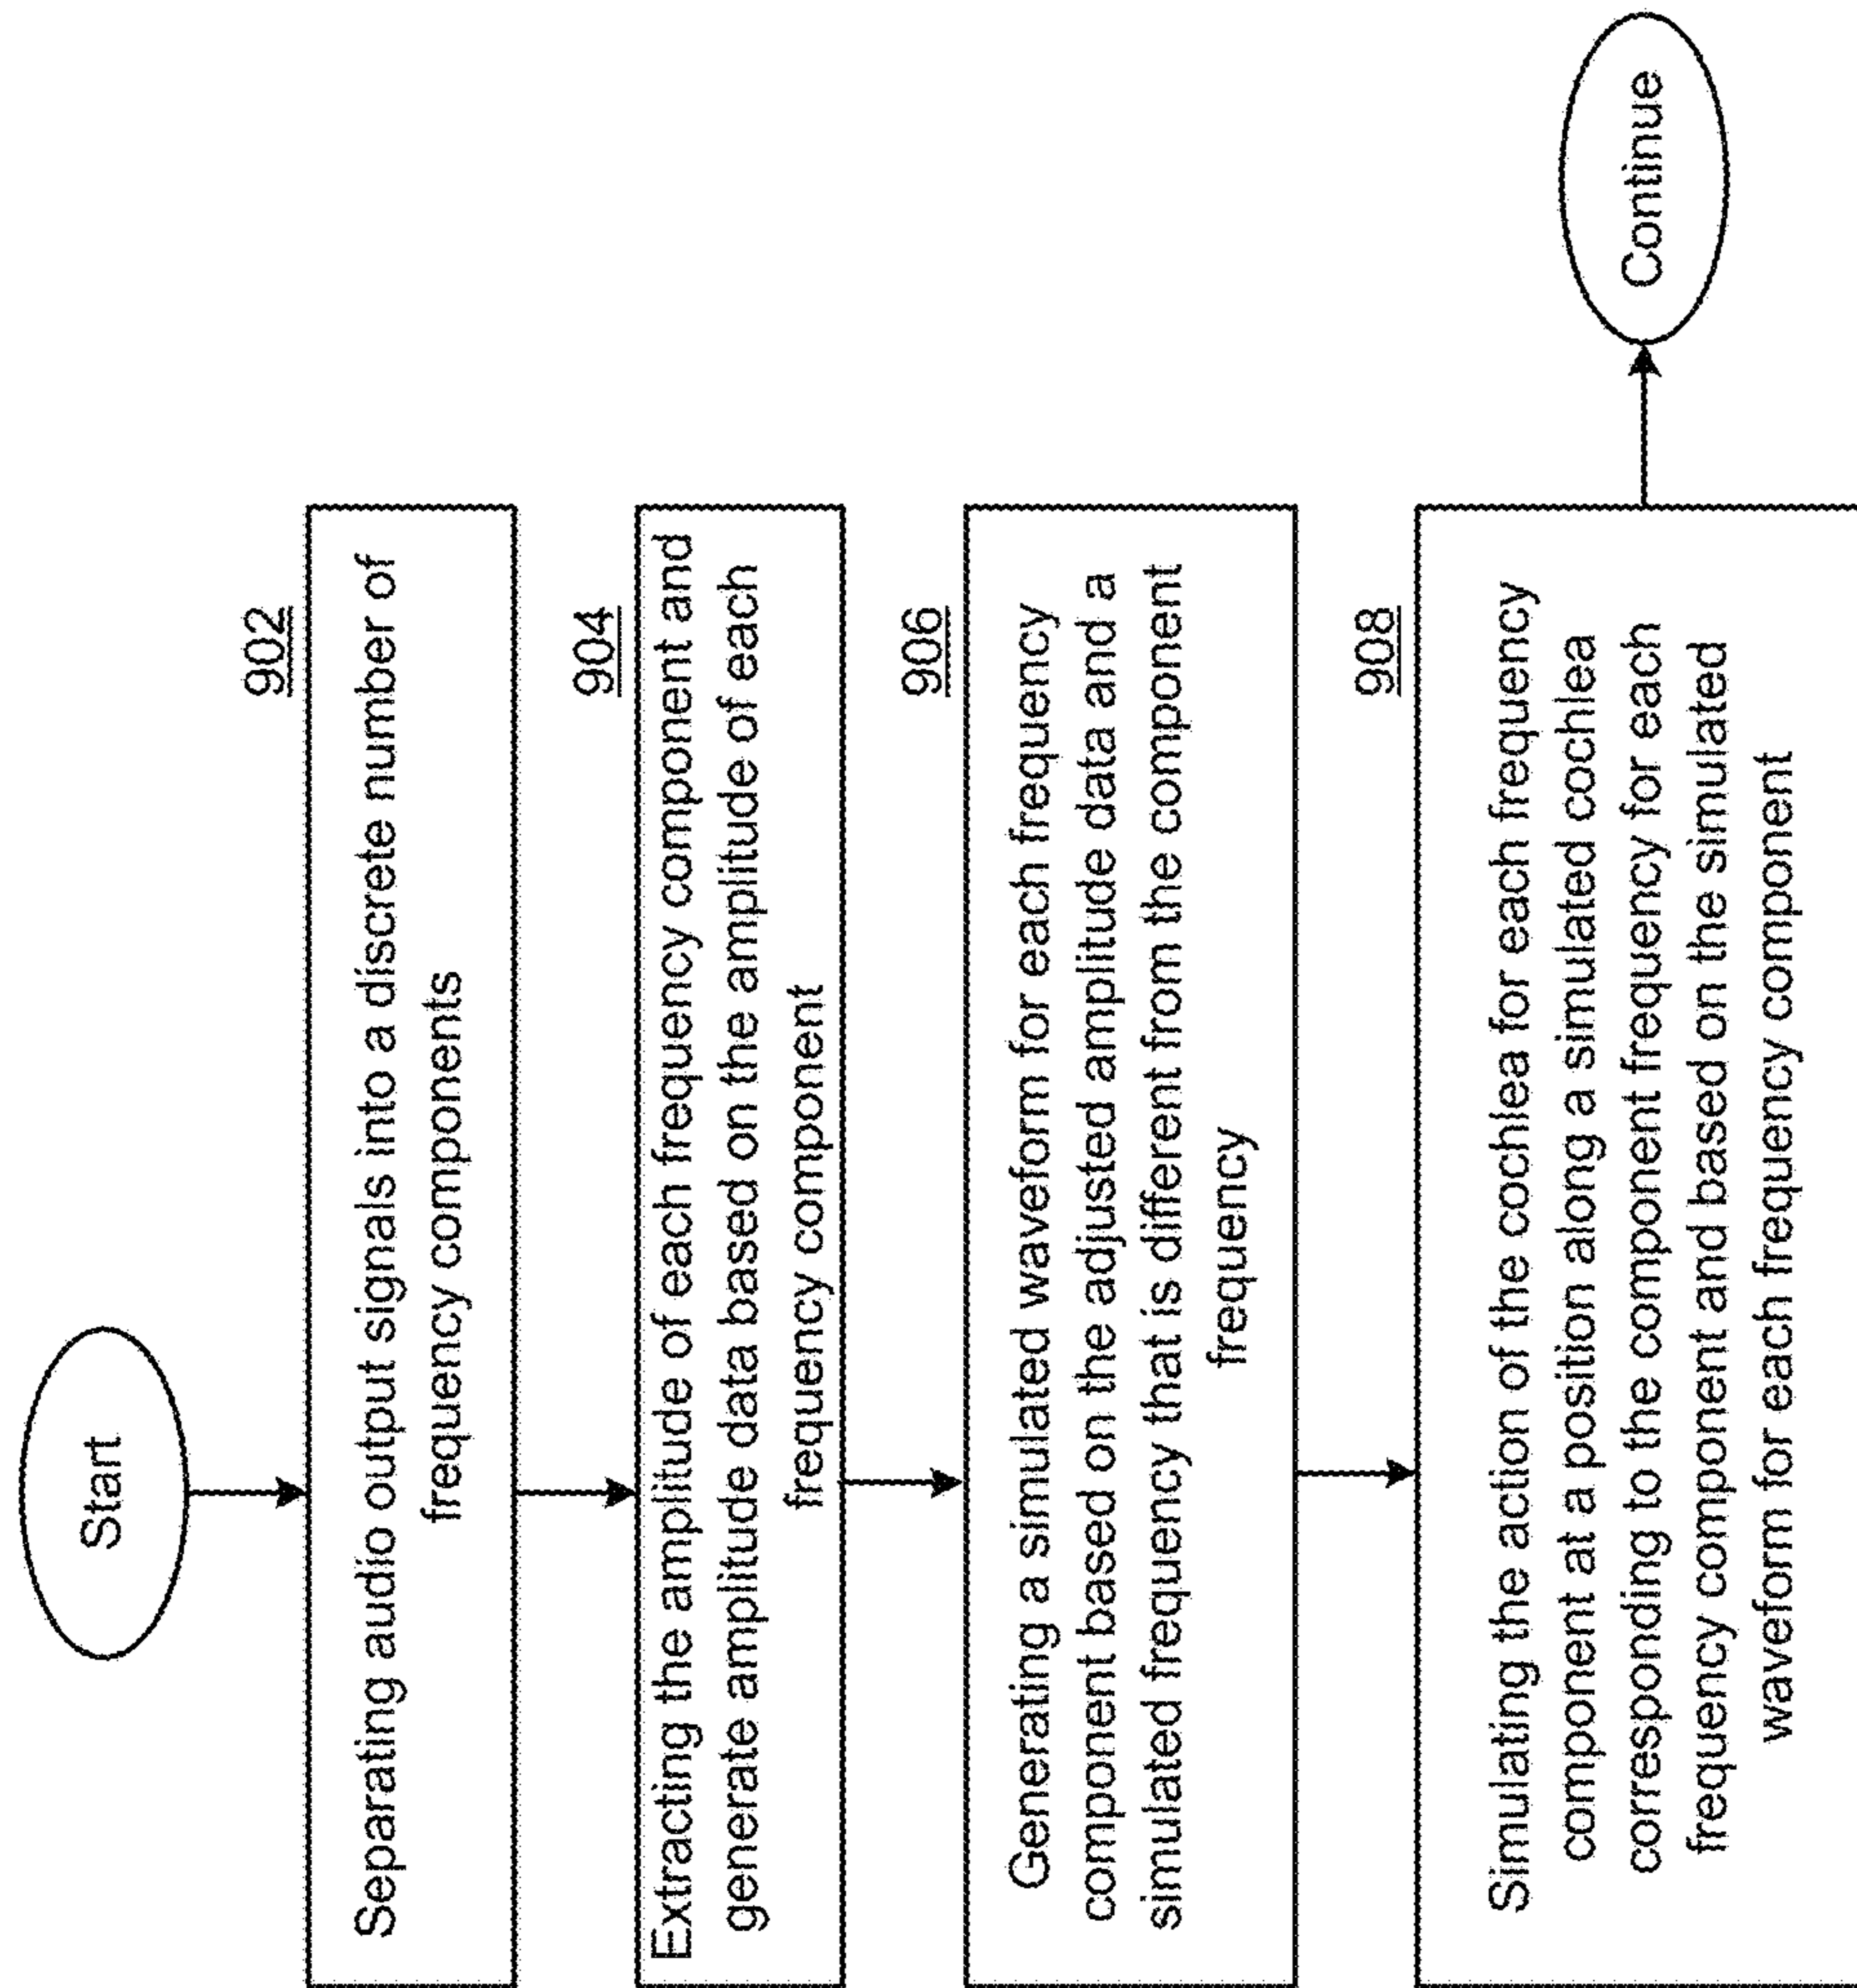 Start
902
Separating audio output signals into a discrete number of
frequency components
904
Extracting the amplitude of each frequency component and
generate amplitude data based on the amplitude of each
frequency component
906
Generating a simulated waveform for each frequency
component based on the adjusted amplitude data and a
simulated frequency that is different from the component
frequency
908
Simulating the action of the cochlea for each frequency
component at a position along a simulated cochlea
corresponding to the component frequency for each
frequency component and based on the simulated
waveform for each frequency component
Continue